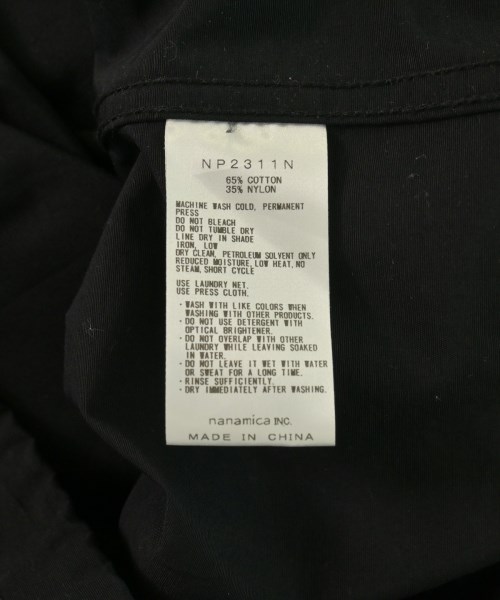 NP2311N
65% COTTON
35% NYLON
MACHINE WASH COLD, PERMANENT
PRESS
DO NOT BLEACH
DO NOT TUMBLE DRY
LINE DRY IN SHADE
IRON, LOW
DRY CLEAN, PETROLEUM SOLVENT ONLY
REDUCED MOISTURE, LOW HEAT, NO
STEAM, SHORT CYCLE
USE LAUNDRY NET.
USE PRESS CLOTH.
・WASH WITH LIKE COLORS WHEN
WASHING WITH OTHER PRODUCTS.
・DO NOT USE DETERGENT WITH
OPTICAL BRIGHTENER.
・DO NOT OVERLAP WITH OTHER
LAUNDRY WHILE LEAVING SOAKED
IN WATER.
・DO NOT LEAVE IT WET WITH WATER
OR SWEAT FOR A LONG TIME.
・RINSE SUFFICIENTLY.
・DRY IMMEDIATELY AFTER WASHING.
nanamica INC.
MADE IN CHINA